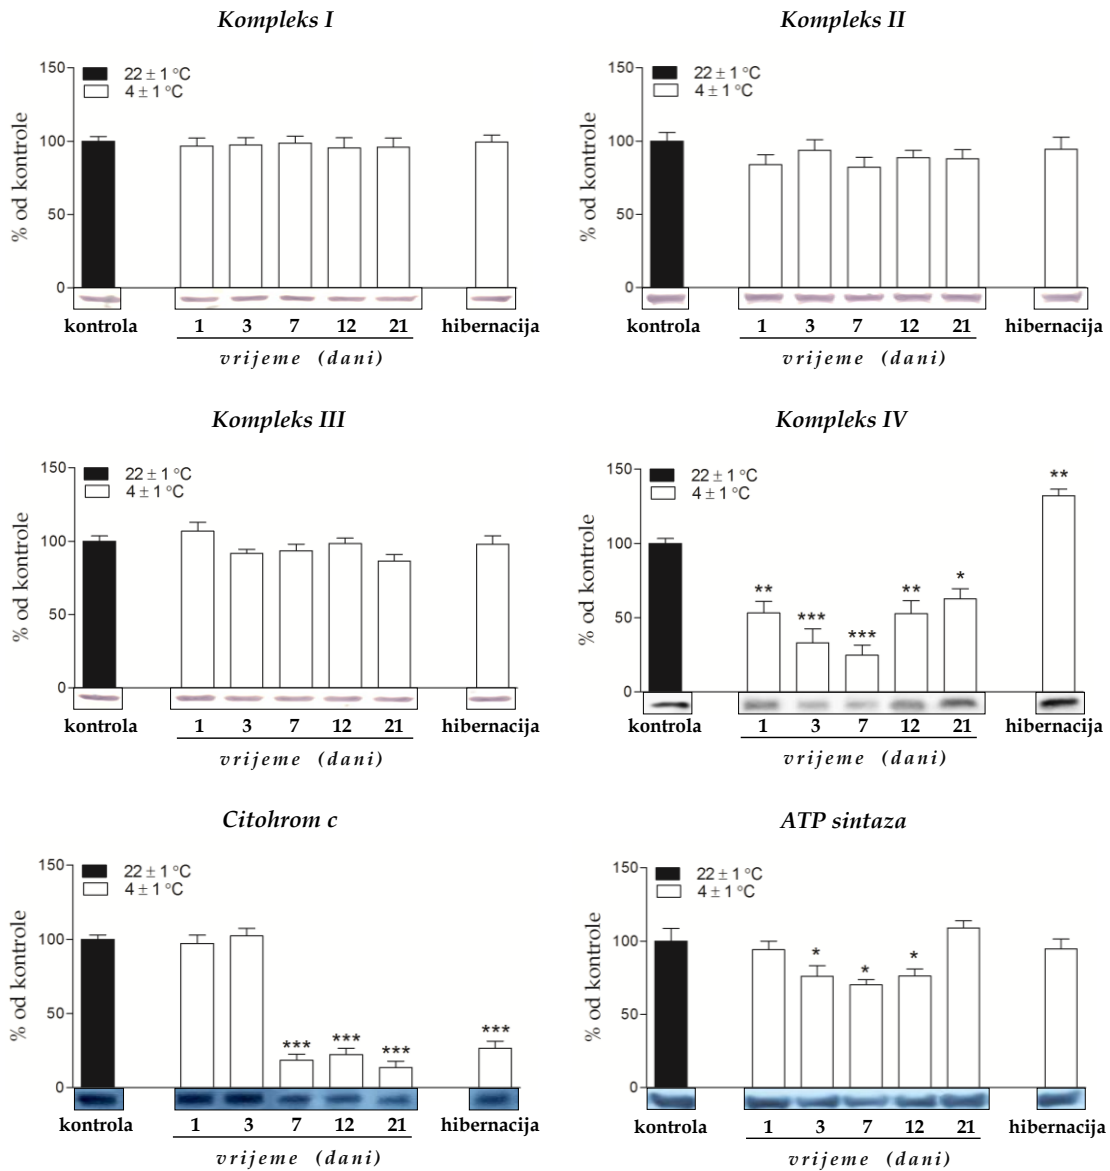 Kompleks I
150
22 ± 1 °C
4 ± 1 °C
100
50
0
% od kontrole
kontrola 1 3 7 12 21 hibernacija
vrijeme (dani)
Kompleks II
150
22 ± 1 °C
4 ± 1 °C
100
50
0
% od kontrole
kontrola 1 3 7 12 21 hibernacija
vrijeme (dani)
Kompleks III
150
22 ± 1 °C
4 ± 1 °C
100
50
0
% od kontrole
kontrola 1 3 7 12 21 hibernacija
vrijeme (dani)
Kompleks IV
150
22 ± 1 °C
4 ± 1 °C
100
50
0
% od kontrole
** *** *** ** * **
kontrola 1 3 7 12 21 hibernacija
vrijeme (dani)
Citohrom c
150
22 ± 1 °C
4 ± 1 °C
100
50
0
% od kontrole
*** *** *** ***
kontrola 1 3 7 12 21 hibernacija
vrijeme (dani)
ATP sintaza
150
22 ± 1 °C
4 ± 1 °C
100
50
0
% od kontrole
* * *
kontrola 1 3 7 12 21 hibernacija
vrijeme (dani)